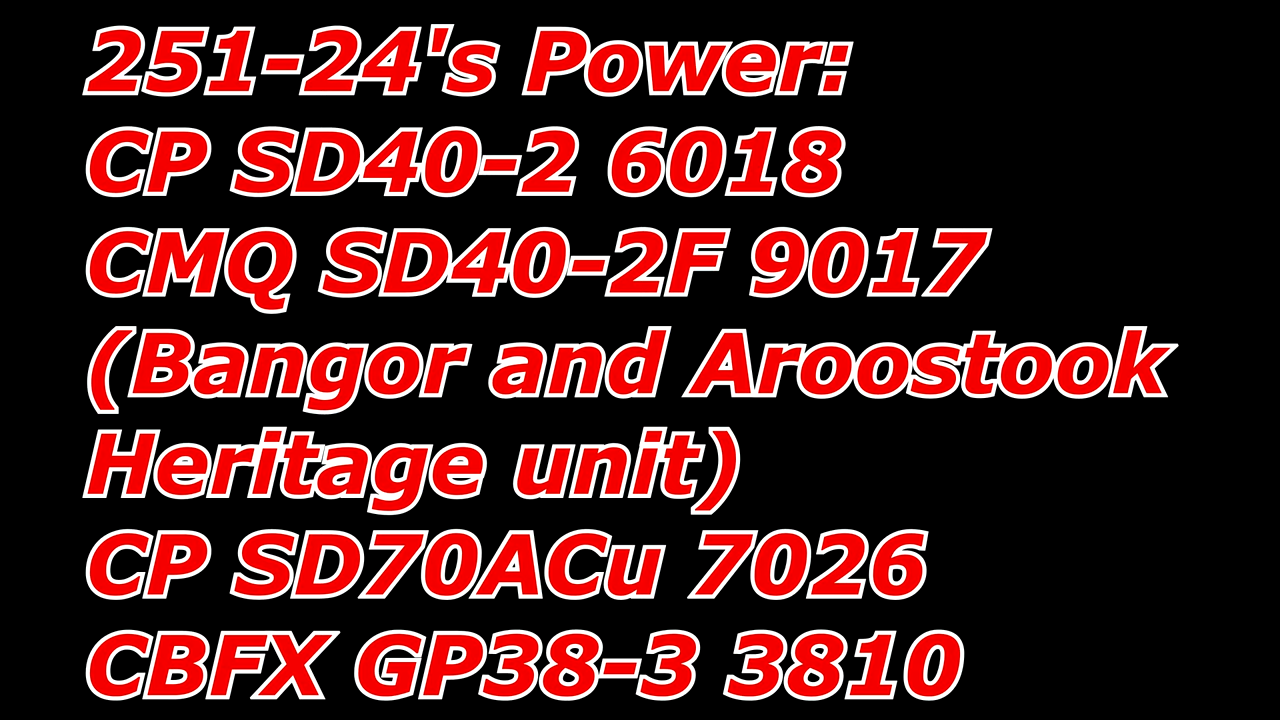 251-24's Power:
CP SD40-2 6018
CMQ SD40-2F 9017
(Bangor and Aroostook
Heritage unit)
CP SD70ACu 7026
CBFX GP38-3 3810